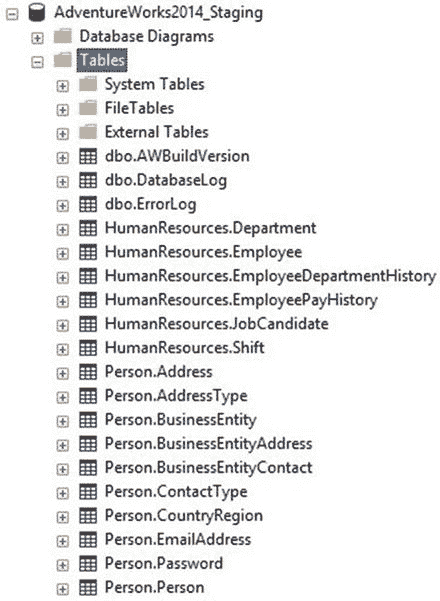 AdventureWorks2014_Staging
Database Diagrams
Tables
System Tables
FileTables
External Tables
dbo.AWBuildVersion
dbo.DatabaseLog
dbo.ErrorLog
HumanResources.Department
HumanResources.Employee
HumanResources.EmployeeDepartmentHistory
HumanResources.EmployeePayHistory
HumanResources.JobCandidate
HumanResources.Shift
Person.Address
Person.AddressType
Person.BusinessEntity
Person.BusinessEntityAddress
Person.BusinessEntityContact
Person.ContactType
Person.CountryRegion
Person.EmailAddress
Person.Password
Person.Person